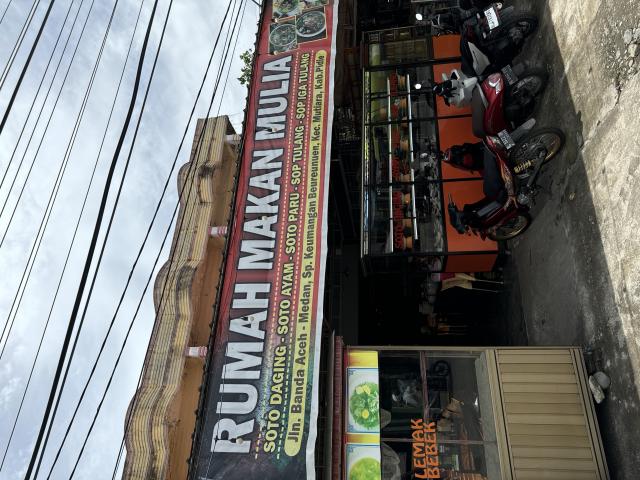 RUMAH MAKAN MULIA
SOTO DAGING - SOTO AYAM - SOTO PARU - SOP TULANG - SOP IGA TULANG
Jln. Banda Aceh - Medan, Sp. Keumangan Beureunuen, Kec. Mutiara, Kab.Pidie
LEMAK
BEBEK